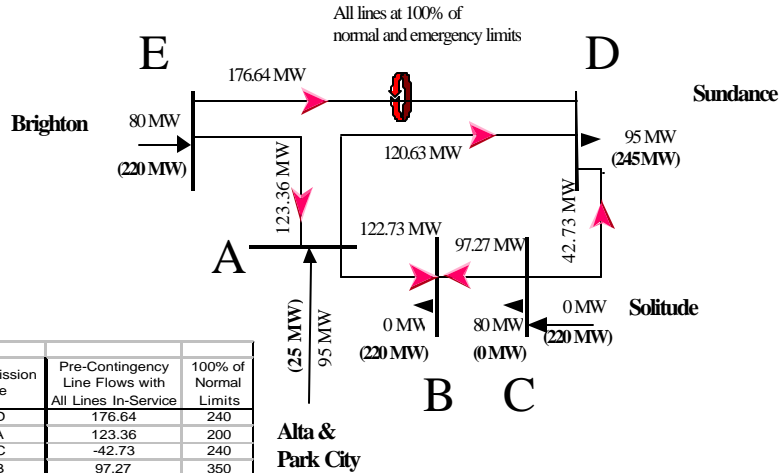 All lines at 100% of
normal and emergency limits
E
D
176.64 MW
Sundance
Brighton
80 MW
(220 MW)
95 MW
(245 MW)
120.63 MW
123.36 MW
42.73 MW
122.73 MW
97.27 MW
A
0 MW
(220 MW)
80 MW
(0 MW)
0 MW
(220 MW)
Solitude
(25 MW)
95 MW
B
C
Alta &
Park City
Pre-Contingency
Line Flows with
All Lines In-Service
100% of
Normal
Limits
176.64 240
123.36 200
-42.73 240
97.27 350